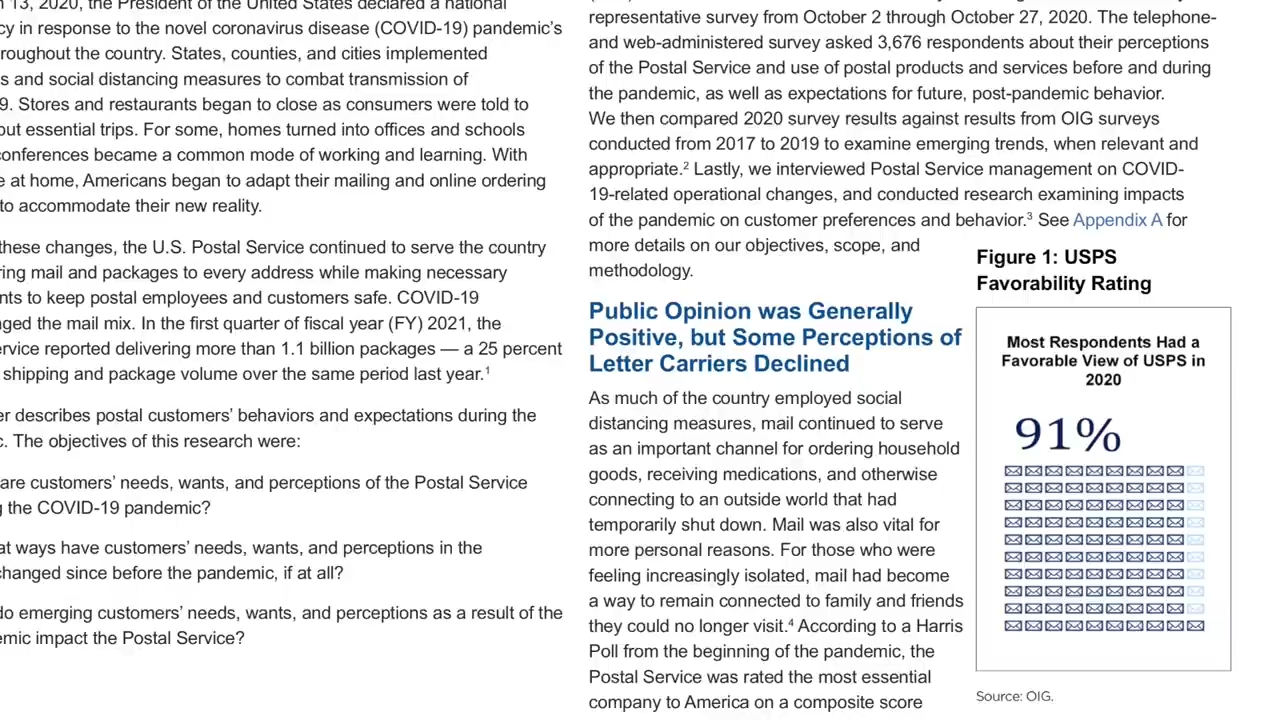 13, 2020, the President of the United States declared a national
in response to the novel coronavirus disease (COVID-19) pandemic’s
the country. States, counties, and cities implemented
and social distancing measures to combat transmission of
9. Stores and restaurants began to close as consumers were told to
essential trips. For some, homes turned into offices and schools
became a common mode of working and learning. With
at home, Americans began to adapt their mailing and online ordering
to accommodate their new reality.
these changes, the U.S. Postal Service continued to serve the country
mail and packages to every address while making necessary
to keep postal employees and customers safe. COVID-19
the mail mix. In the first quarter of fiscal year (FY) 2021, the
reported delivering more than 1.1 billion packages — a 25 percent
shipping and package volume over the same period last year.¹
describes postal customers’ behaviors and expectations during the
The objectives of this research were:
are customers’ needs, wants, and perceptions of the Postal Service
the COVID-19 pandemic?
ways have customers’ needs, wants, and perceptions in the
changed since before the pandemic, if at all?
do emerging customers’ needs, wants, and perceptions as a result of the
impact the Postal Service?
representative survey from October 2 through October 27, 2020. The telephone-
and web-administered survey asked 3,676 respondents about their perceptions
of the Postal Service and use of postal products and services before and during
the pandemic, as well as expectations for future, post-pandemic behavior.
We then compared 2020 survey results against results from OIG surveys
conducted from 2017 to 2019 to examine emerging trends, when relevant and
appropriate.² Lastly, we interviewed Postal Service management on COVID-
19-related operational changes, and conducted research examining impacts
of the pandemic on customer preferences and behavior.³ See Appendix A for
more details on our objectives, scope, and
methodology.
Public Opinion was Generally
Positive, but Some Perceptions of
Letter Carriers Declined
As much of the country employed social
distancing measures, mail continued to serve
as an important channel for ordering household
goods, receiving medications, and otherwise
connecting to an outside world that had
temporarily shut down. Mail was also vital for
more personal reasons. For those who were
feeling increasingly isolated, mail had become
a way to remain connected to family and friends
they could no longer visit.⁴ According to a Harris
Poll from the beginning of the pandemic, the
Postal Service was rated the most essential
company to America on a composite score
Figure 1: USPS
Favorability Rating
Most Respondents Had a
Favorable View of USPS in
2020
91%
Source: OIG.